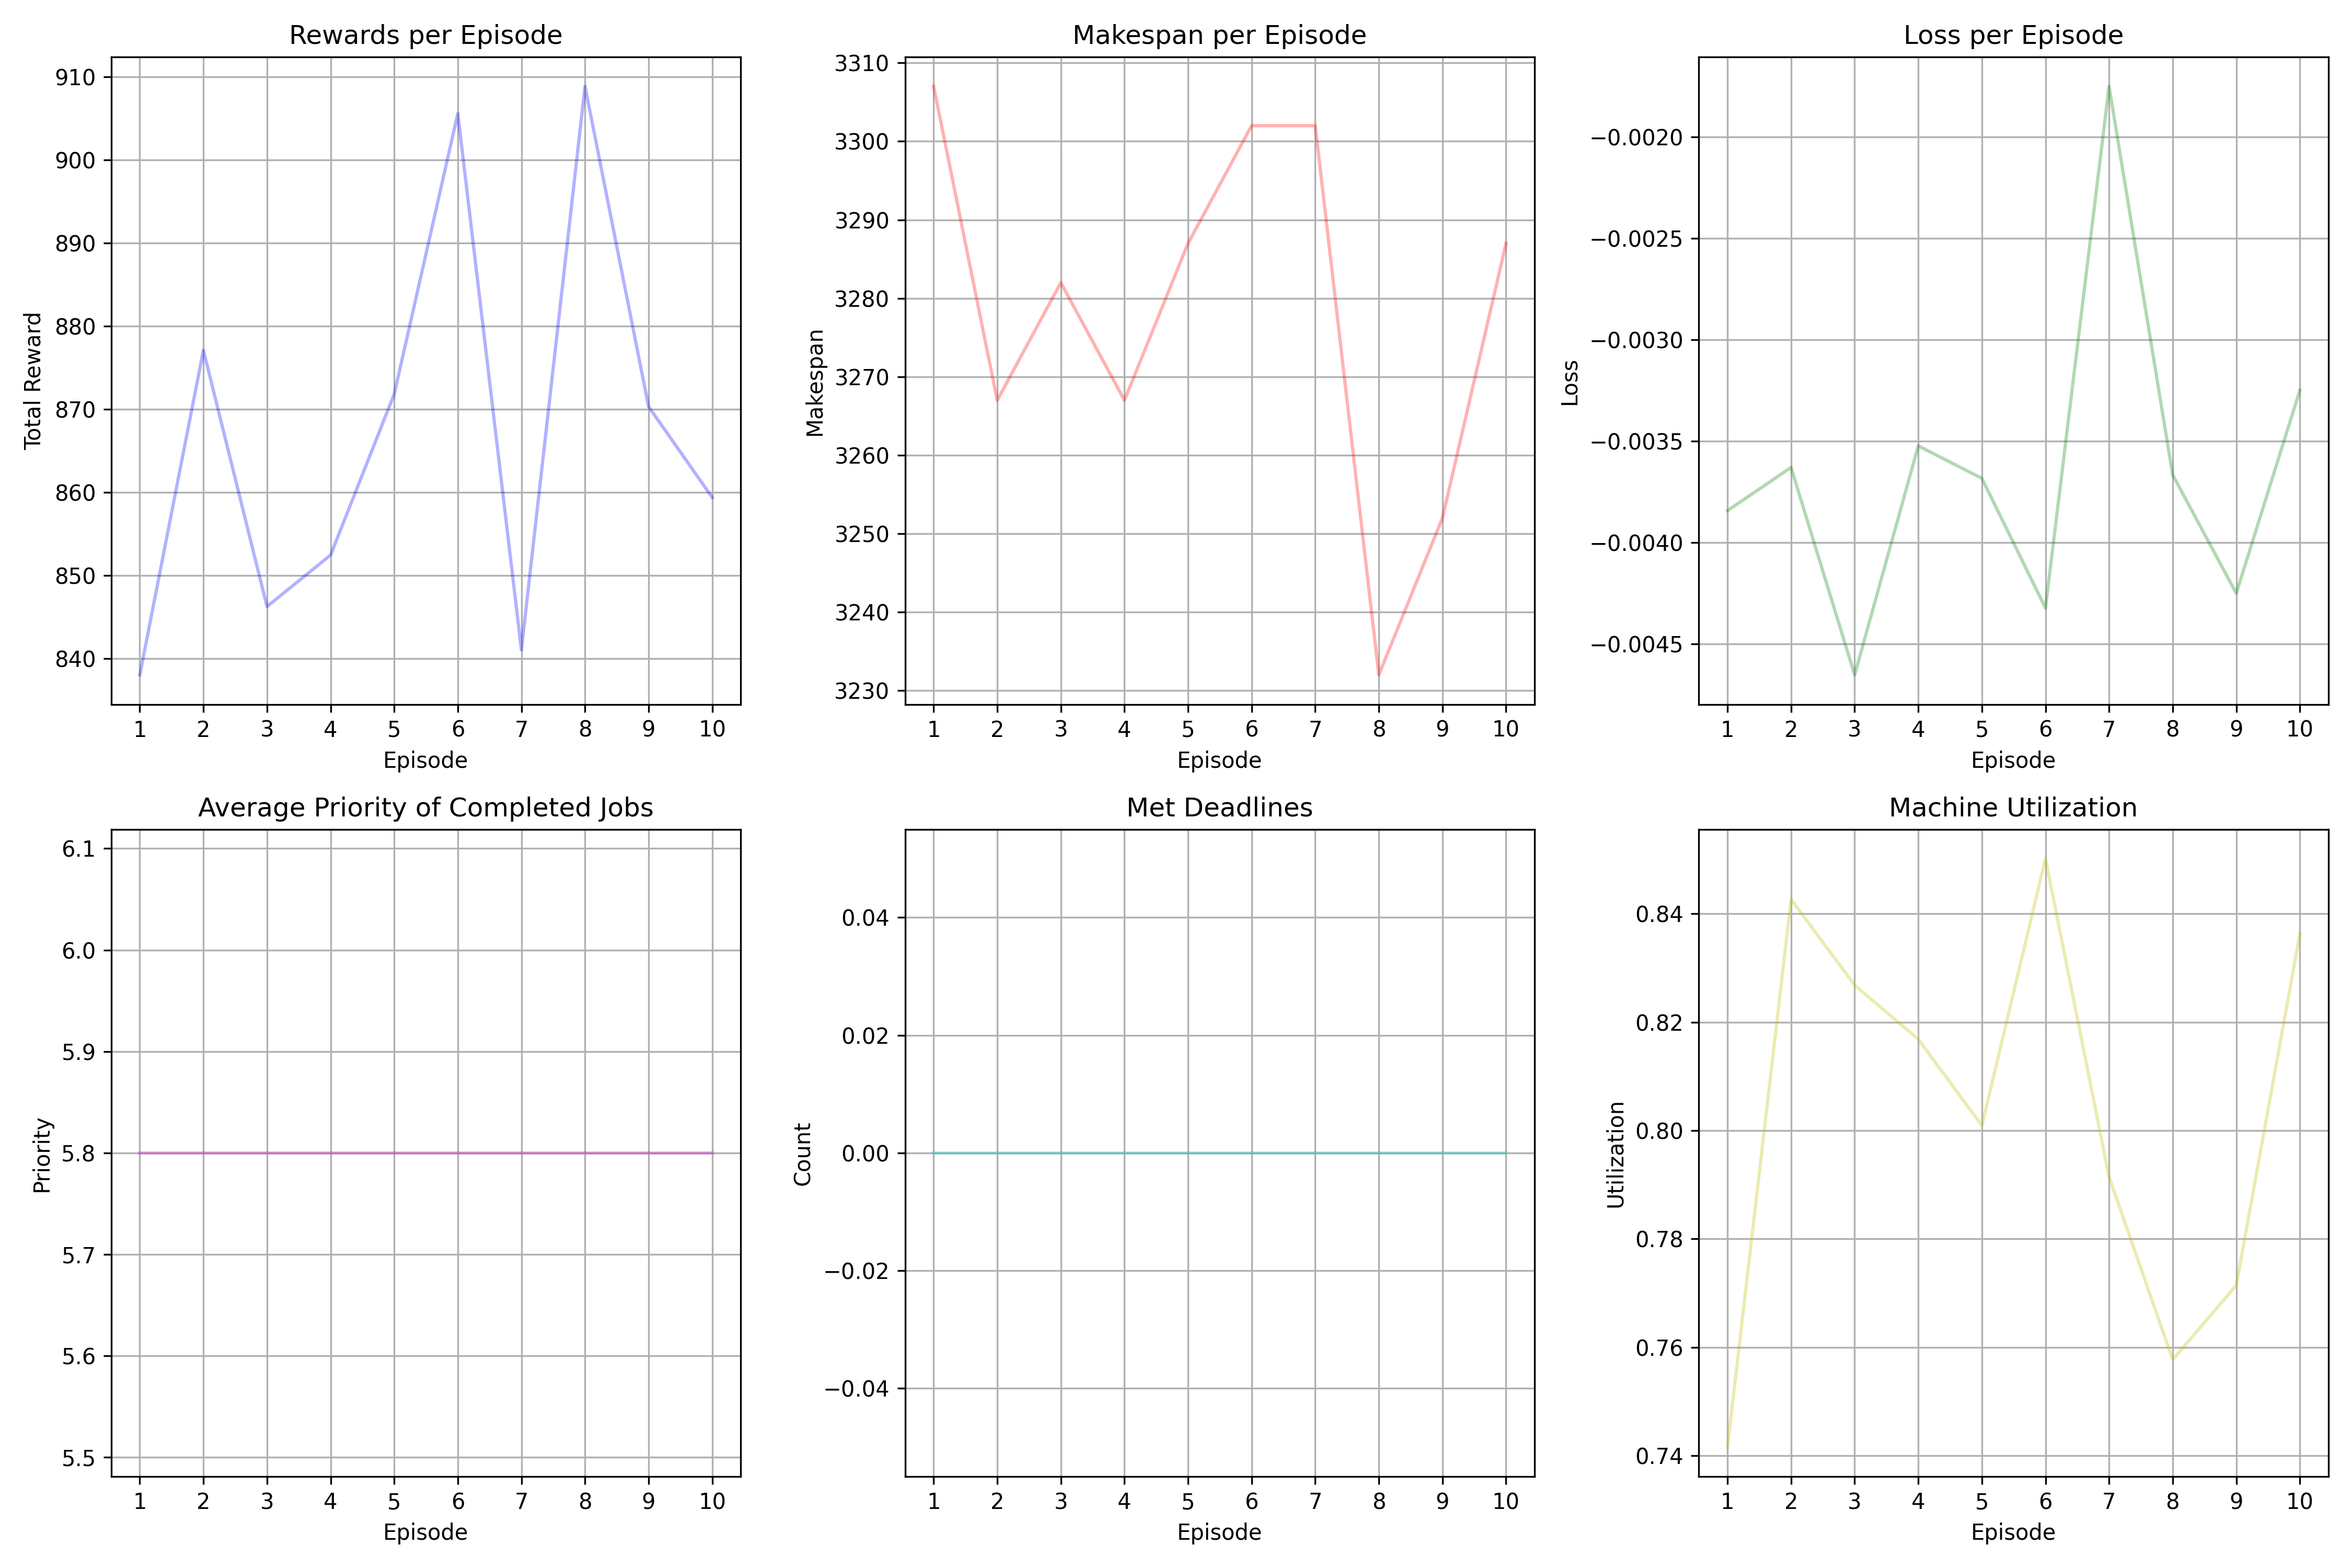 Rewards per Episode
910
900
890
880
870
860
850
840
Total Reward
1 2 3 4 5 6 7 8 9 10
Episode
Makespan per Episode
3310
3300
3290
3280
3270
3260
3250
3240
3230
Makespan
1 2 3 4 5 6 7 8 9 10
Episode
Loss per Episode
−0.0020
−0.0025
−0.0030
−0.0035
−0.0040
−0.0045
Loss
1 2 3 4 5 6 7 8 9 10
Episode
Average Priority of Completed Jobs
6.1
6.0
5.9
5.8
5.7
5.6
5.5
Priority
1 2 3 4 5 6 7 8 9 10
Episode
Met Deadlines
0.04
0.02
0.00
−0.02
−0.04
Count
1 2 3 4 5 6 7 8 9 10
Episode
Machine Utilization
0.84
0.82
0.80
0.78
0.76
0.74
Utilization
1 2 3 4 5 6 7 8 9 10
Episode